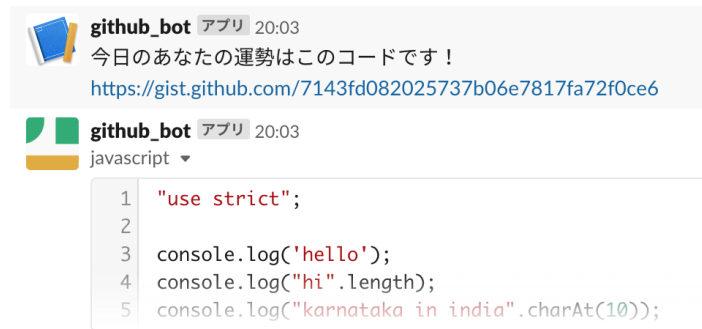 github_bot アプリ 20:03
今日のあなたの運勢はこのコードです！
https://gist.github.com/7143fd082025737b06e7817fa72f0ce6
github_bot アプリ 20:03
javascript
1 "use strict";
2
3 console.log('hello');
4 console.log("hi".length);
5 console.log("karnataka in india".charAt(10));